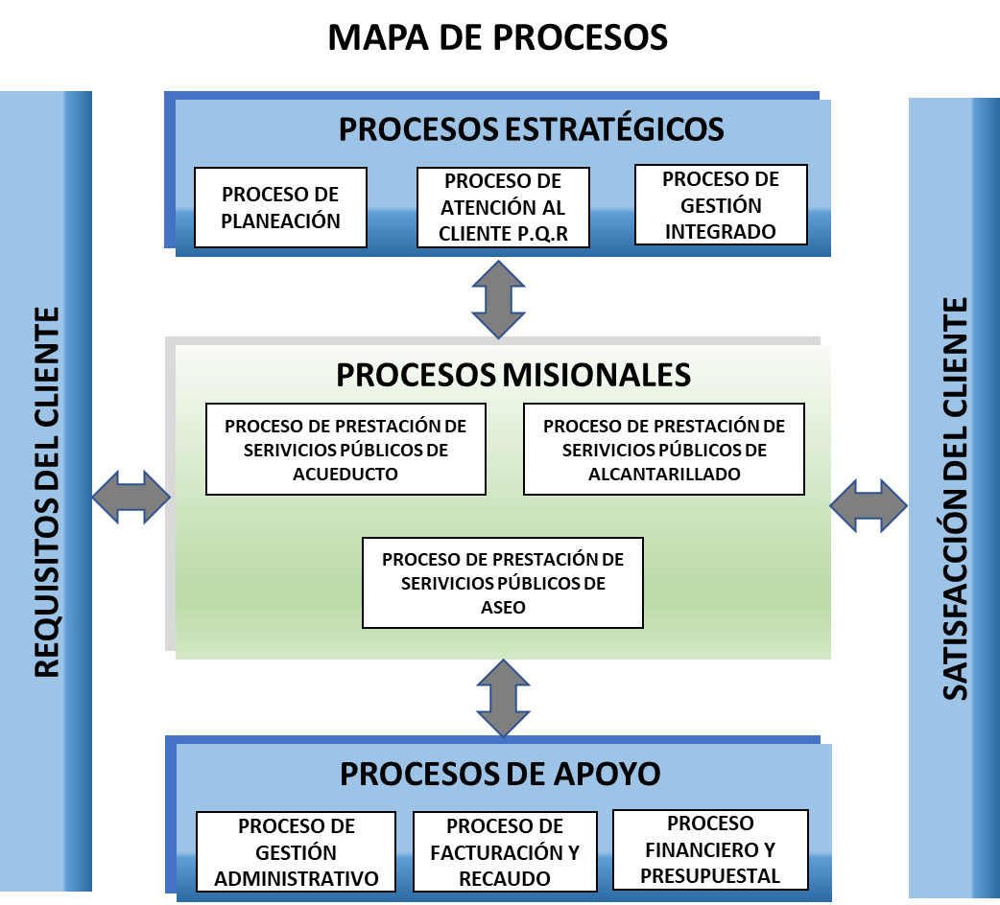 MAPA DE PROCESOS
REQUISITOS DEL CLIENTE
PROCESOS ESTRATÉGICOS
PROCESO DE
PLANEACIÓN
PROCESO DE
ATENCIÓN AL
CLIENTE P.Q.R
PROCESO DE
GESTIÓN
INTEGRADO
PROCESOS MISIONALES
PROCESO DE PRESTACIÓN DE
SERIVICIOS PÚBLICOS DE
ACUEDUCTO
PROCESO DE PRESTACIÓN DE
SERIVICIOS PÚBLICOS DE
ALCANTARILLADO
PROCESO DE PRESTACIÓN DE
SERIVICIOS PÚBLICOS DE
ASEO
PROCESOS DE APOYO
PROCESO DE
GESTIÓN
ADMINISTRATIVO
PROCESO DE
FACTURACIÓN Y
RECAUDO
PROCESO
FINANCIERO Y
PRESUPUESTAL
SATISFACCIÓN DEL CLIENTE